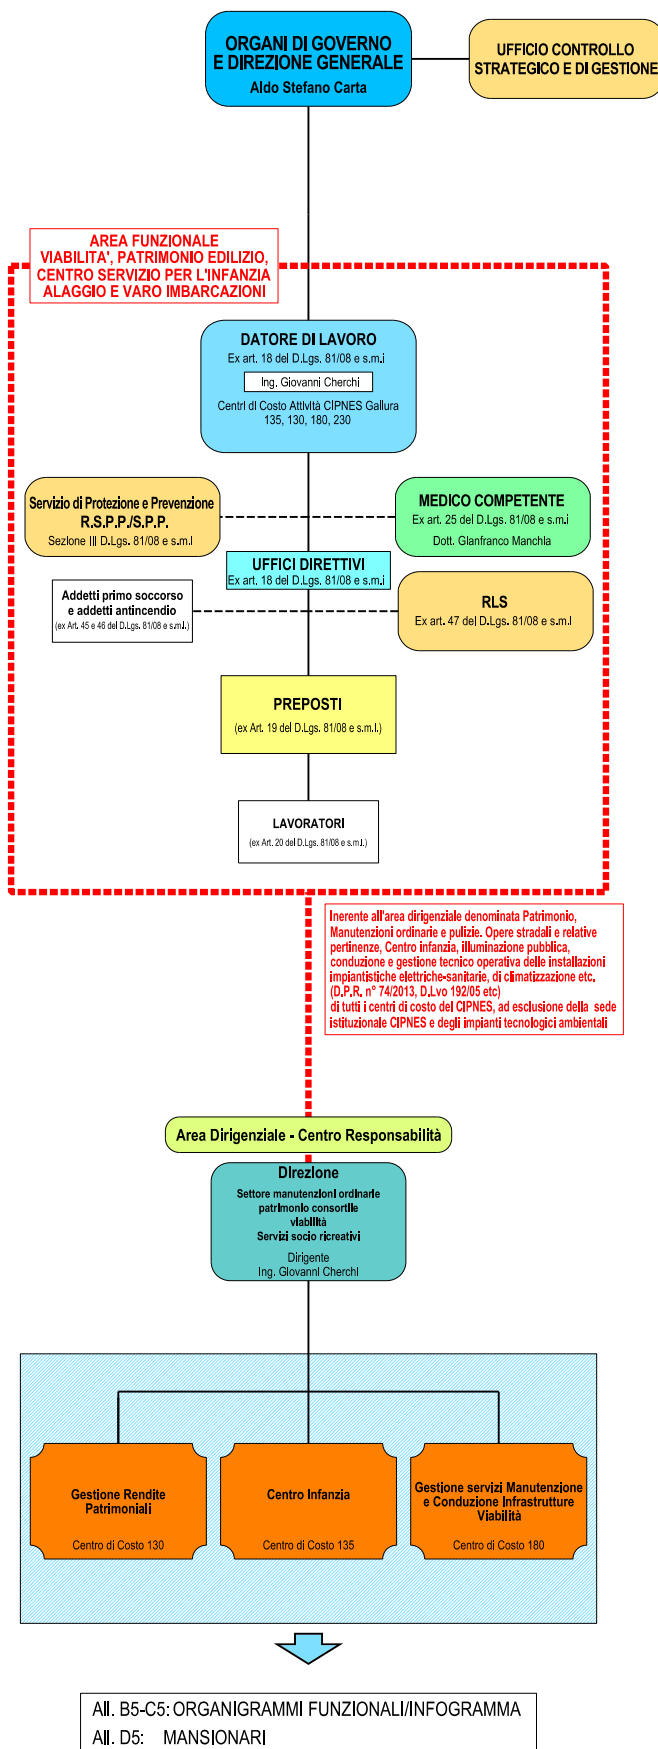 ORGANI DI GOVERNO
E DIREZIONE GENERALE
Aldo Stefano Carta
UFFICIO CONTROLLO
STRATEGICO E DI GESTIONE
AREA FUNZIONALE
VIABILITA', PATRIMONIO EDILIZIO,
CENTRO SERVIZIO PER L'INFANZIA
ALAGGIO E VARO IMBARCAZIONI
DATORE DI LAVORO
Ex art. 18 del D.Lgs. 81/08 e s.m.i
Ing. Giovanni Cherchi
Centri di Costo Attività CIPNES Gallura
135, 130, 180, 230
Servizio di Protezione e Prevenzione
R.S.P.P./S.P.P.
Sezione III D.Lgs. 81/08 e s.m.I
MEDICO COMPETENTE
Ex art. 25 del D.Lgs. 81/08 e s.m.i
Dott. Gianfranco Manchia
UFFICI DIRETTIVI
Ex art. 18 del D.Lgs. 81/08 e s.m.i
Addetti primo soccorso
e addetti antincendio
(ex Art. 45 e 46 del D.Lgs. 81/08 e s.m.I.)
RLS
Ex art. 47 del D.Lgs. 81/08 e s.m.I
PREPOSTI
(ex Art. 19 del D.Lgs. 81/08 e s.m.I.)
LAVORATORI
(ex Art. 20 del D.Lgs. 81/08 e s.m.I.)
Inerente all'area dirigenziale denominata Patrimonio,
Manutenzioni ordinarie e pulizie. Opere stradali e relative
pertinenze, Centro infanzia, illuminazione pubblica,
conduzione e gestione tecnico operativa delle installazioni
impiantistiche elettriche-sanitarie, di climatizzazione etc.
(D.P.R. n° 74/2013, D.Lvo 192/05 etc)
di tutti i centri di costo del CIPNES, ad esclusione della sede
istituzionale CIPNES e degli impianti tecnologici ambientali
Area Dirigenziale - Centro Responsabilità
Direzione
Settore manutenzioni ordinarie
patrimonio consortile
viabilità
Servizi socio ricreativi
Dirigente
Ing. Giovanni Cherchi
Gestione Rendite
Patrimoniali
Centro di Costo 130
Centro Infanzia
Centro di Costo 135
Gestione servizi Manutenzione
e Conduzione Infrastrutture
Viabilità
Centro di Costo 180
All. B5-C5: ORGANIGRAMMI FUNZIONALI/INFOGRAMMA
All. D5: MANSIONARI